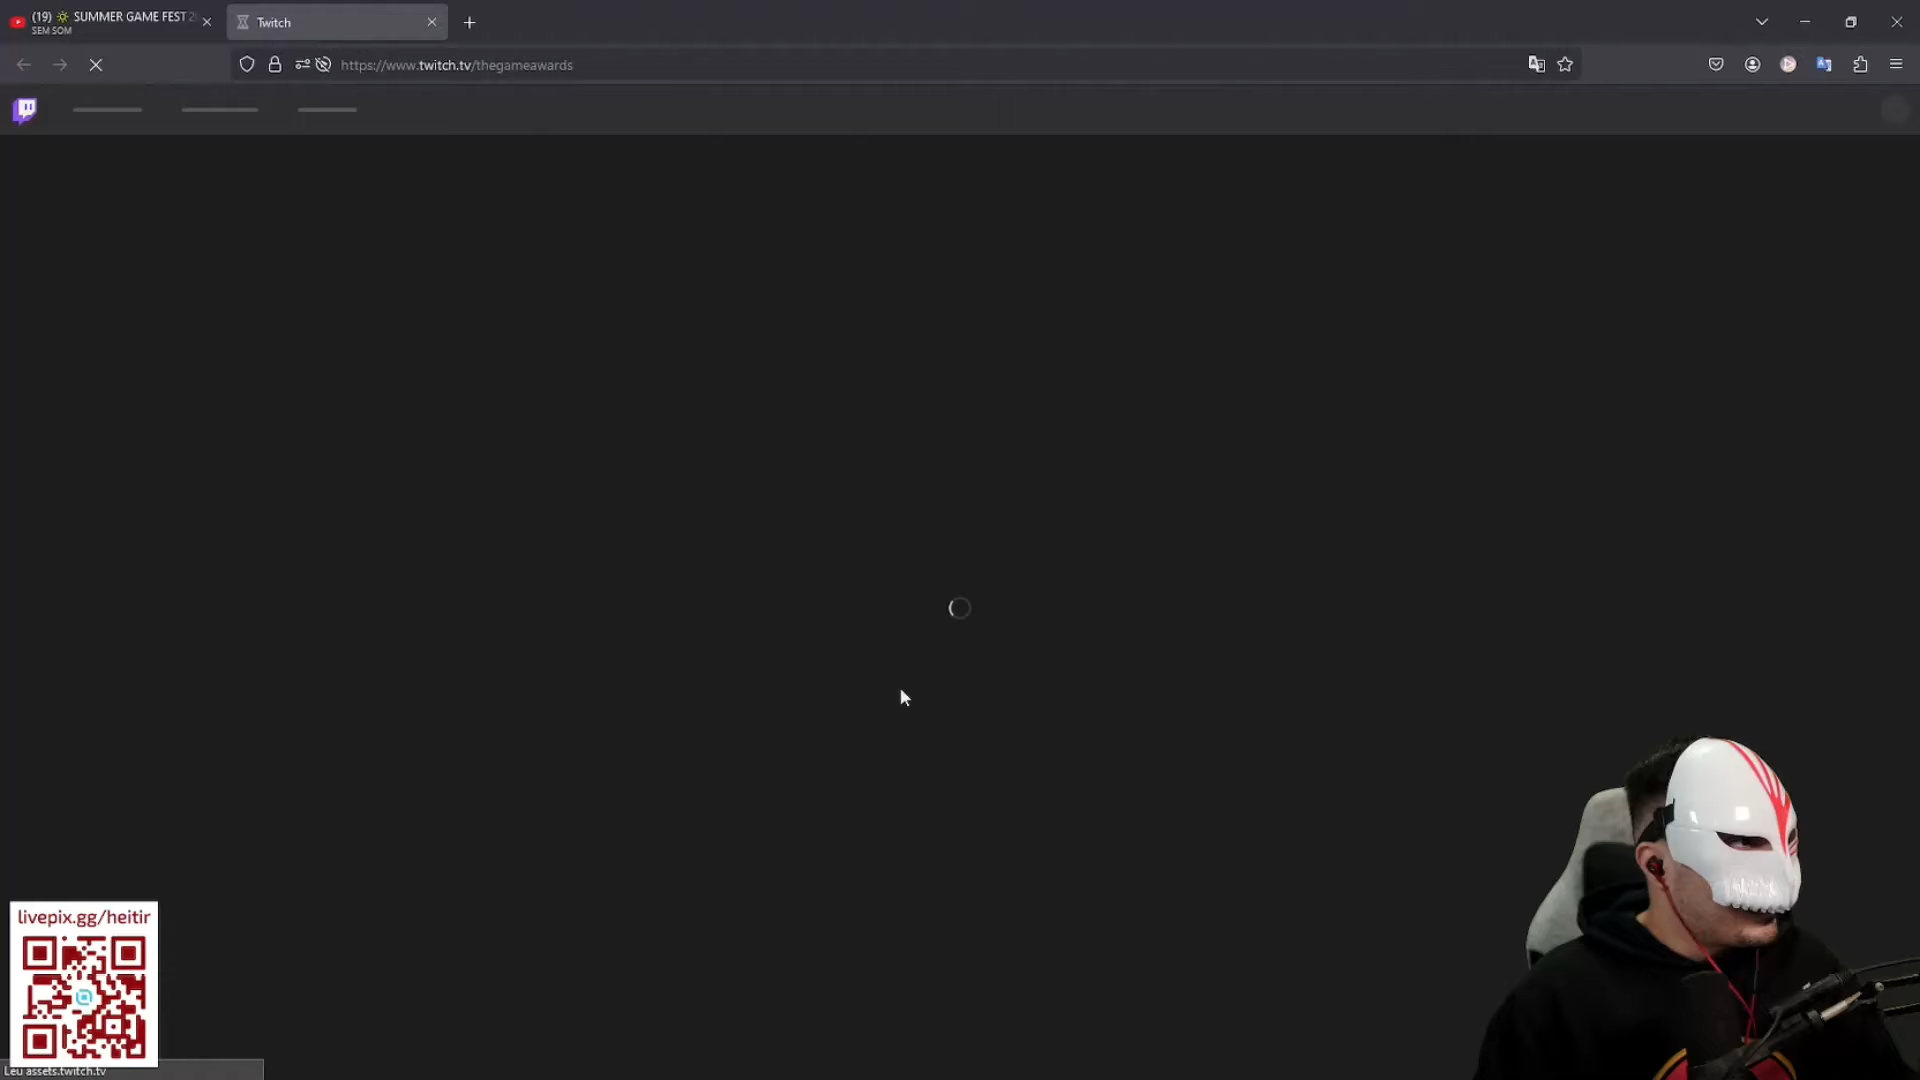 (19) ☀ SUMMER GAME FEST 2
SEM SOM
Twitch
https://www.twitch.tv/thegameawards
livepix.gg/heitir
Leu assets.twitch.tv